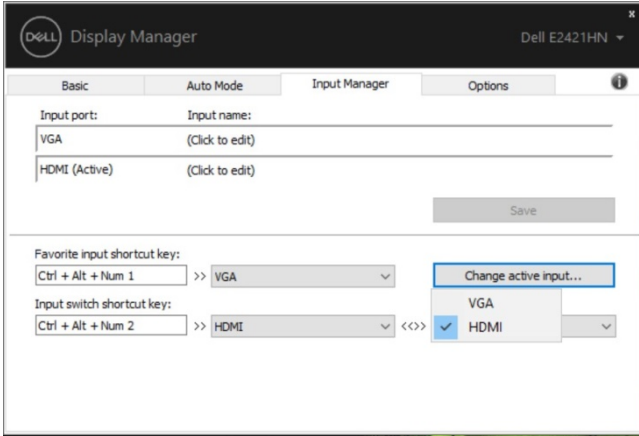 DELL Display Manager
Dell E2421HN
x
Basic Auto Mode Input Manager Options i
Input port: Input name:
VGA (Click to edit)
HDMI (Active) (Click to edit)
Save
Favorite input shortcut key:
Ctrl + Alt + Num 1 >> VGA Change active input...
VGA
Input switch shortcut key:
Ctrl + Alt + Num 2 >> HDMI <<>> HDMI